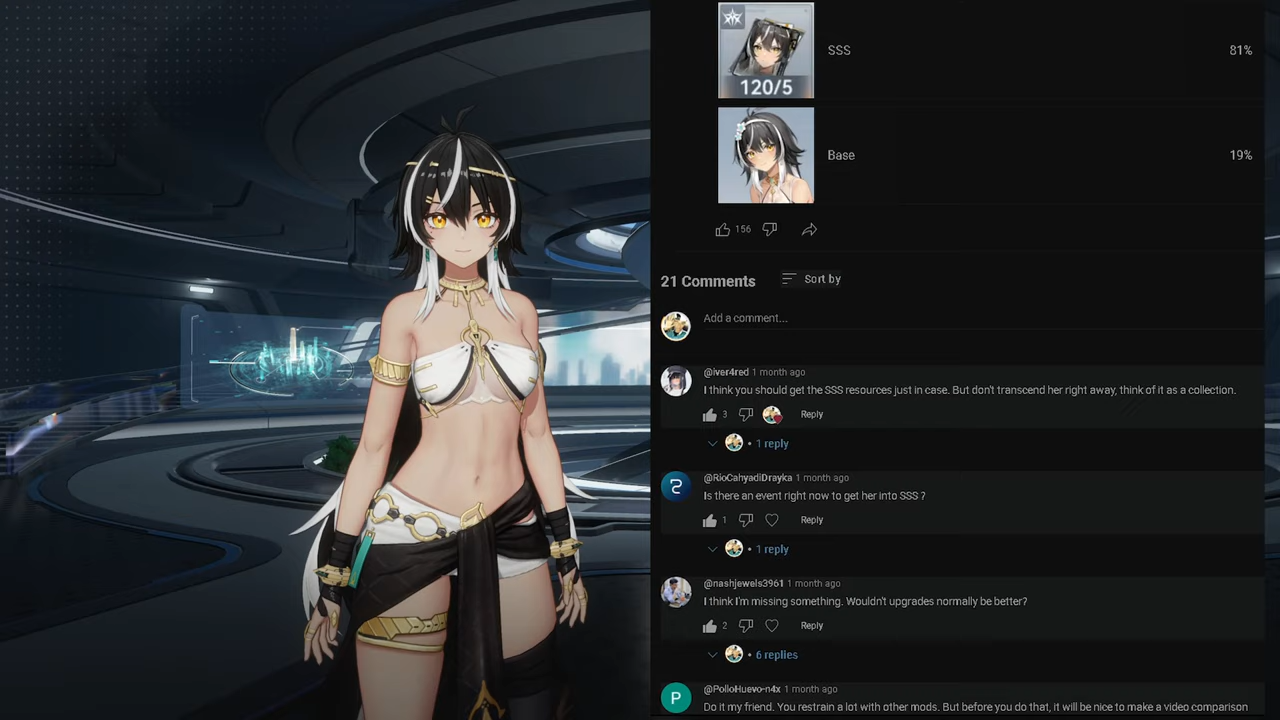 SSS
81%
120/5
Base
19%
156
21 Comments
Sort by
Add a comment...
@iver4red 1 month ago
I think you should get the SSS resources just in case. But don't transcend her right away, think of it as a collection.
3
Reply
• 1 reply
@RioCahyadiDrayka 1 month ago
Is there an event right now to get her into SSS ?
1
Reply
• 1 reply
@nashjewels3961 1 month ago
I think I'm missing something. Wouldn't upgrades normally be better?
2
Reply
• 6 replies
P
@PolloHuevo-n4x 1 month ago
Do it my friend. You restrain a lot with other mods. But before you do that, it will be nice to make a video comparison